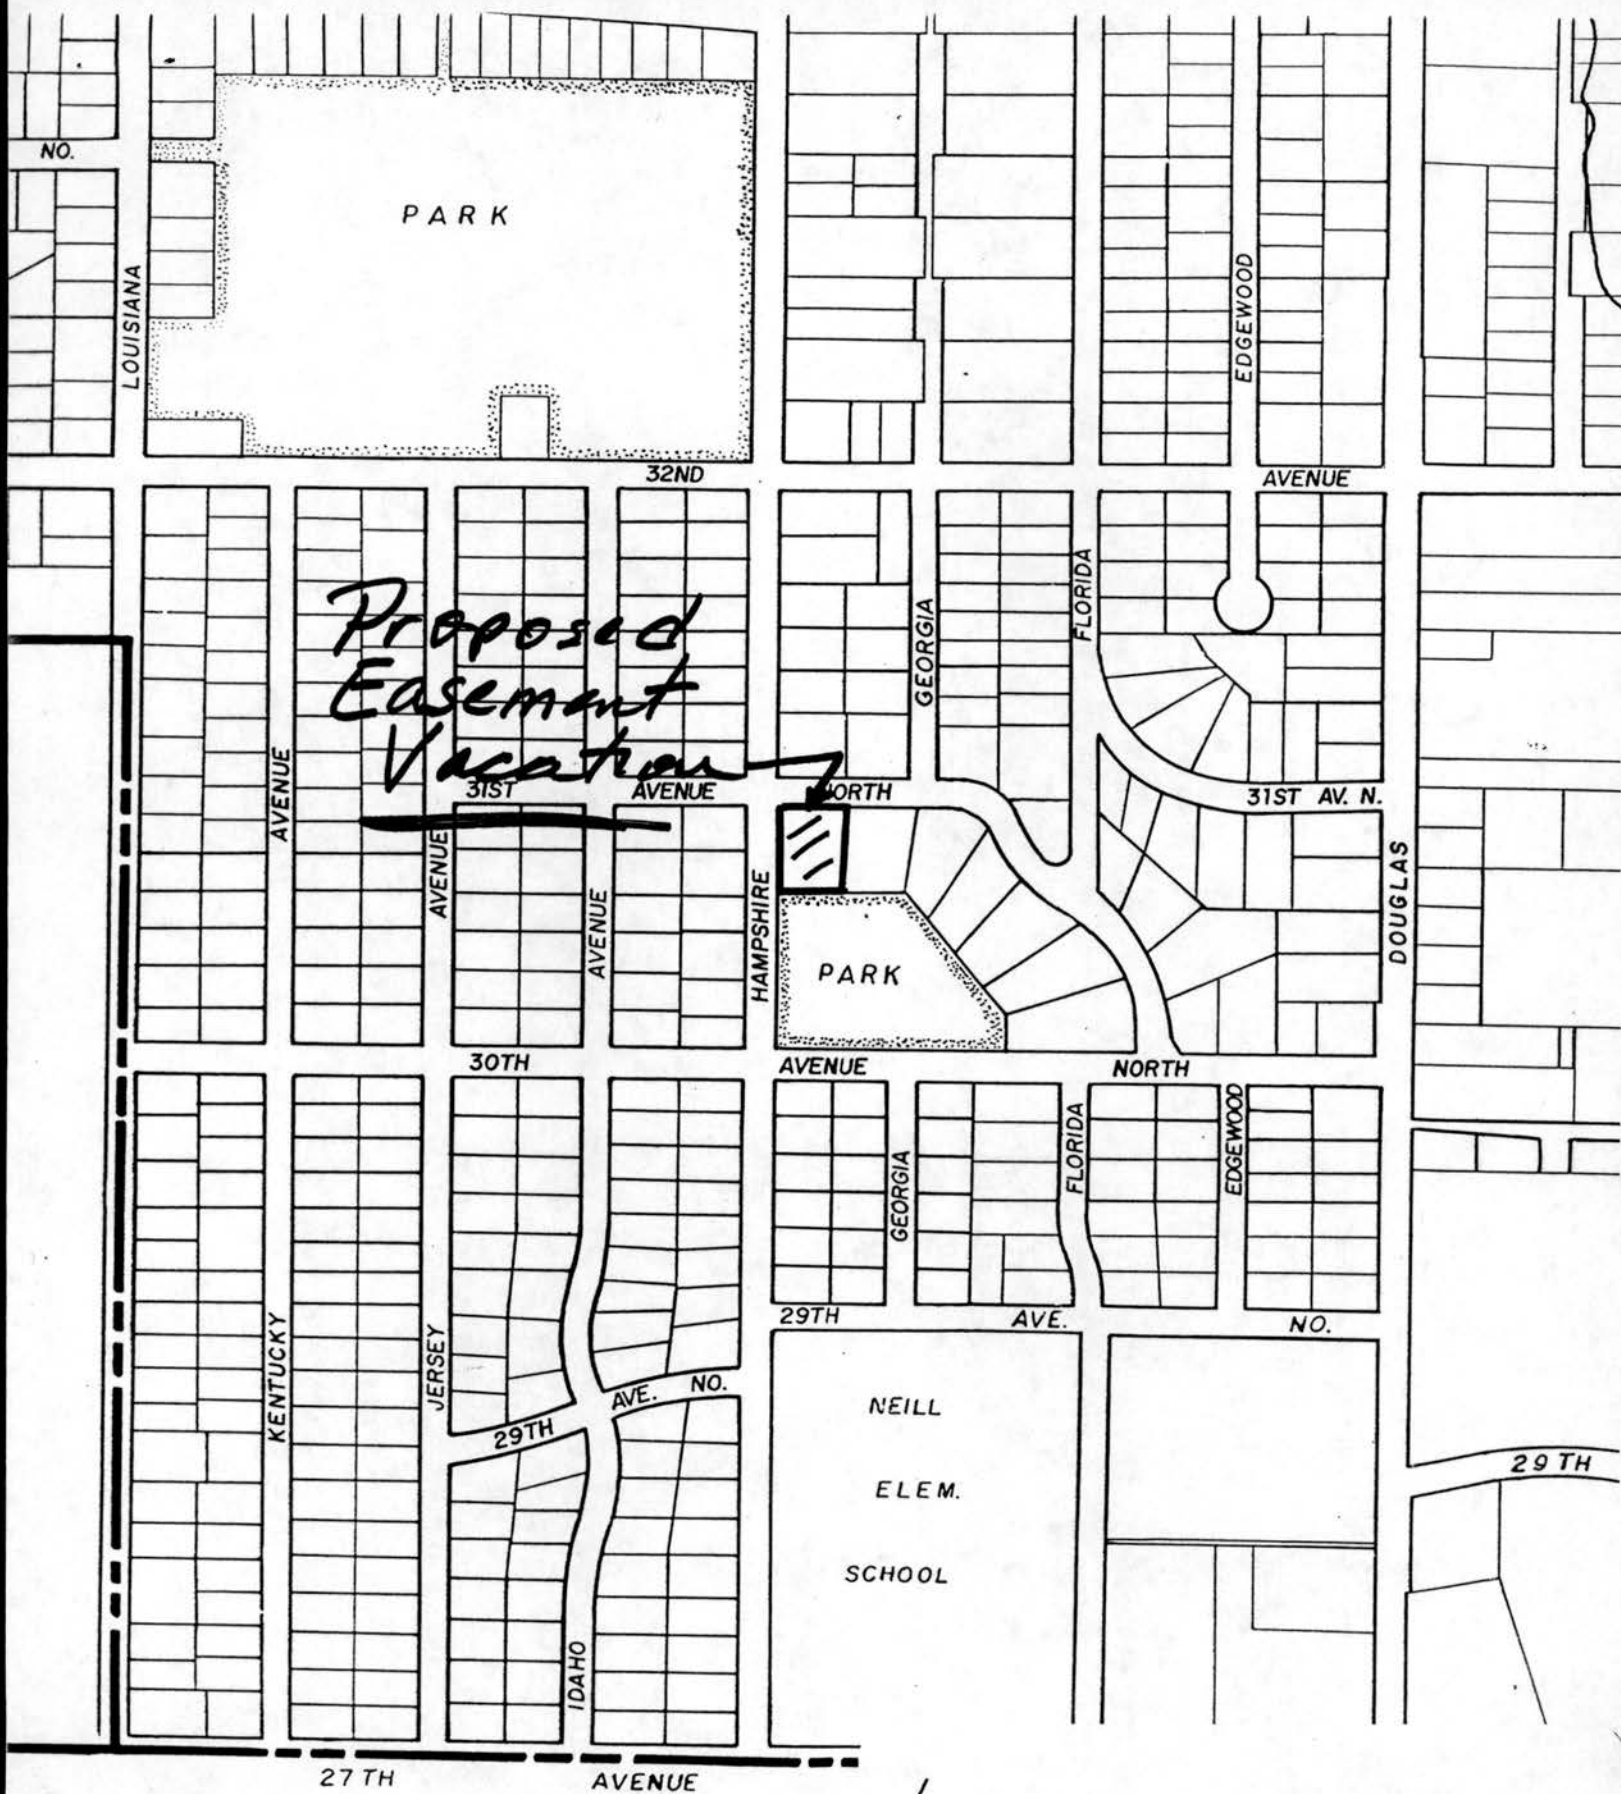 NO.
PARK
LOUISIANA
EDGEWOOD
32ND
AVENUE
Proposed
Easement
Vacation
GEORGIA
FLORIDA
AVENUE
31ST
AVENUE
NORTH
31ST AV. N.
AVENUE
AVENUE
HAMPSHIRE
DOUGLAS
PARK
30TH
AVENUE
NORTH
GEORGIA
FLORIDA
EDGEWOOD
KENTUCKY
JERSEY
29TH
AVE.
NO.
29TH
AVE.
NO.
NEILL
ELEM.
SCHOOL
29TH
IDAHO
27TH
AVENUE